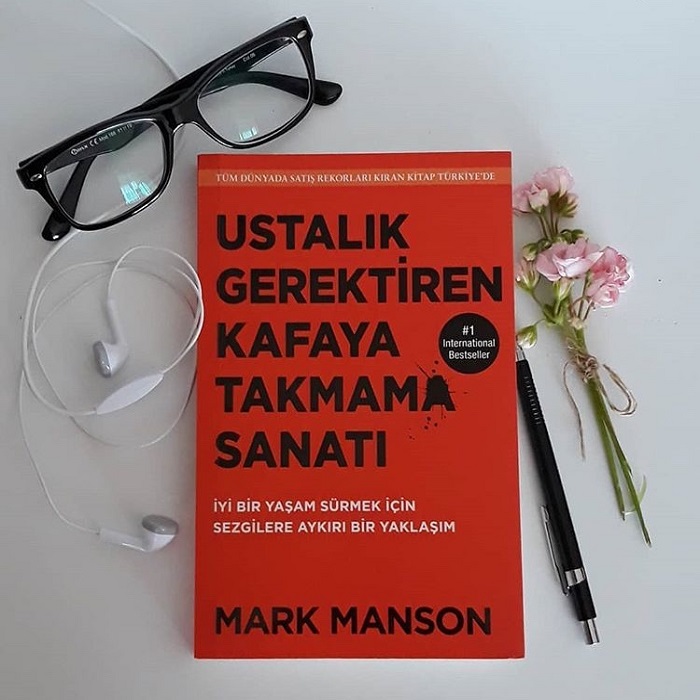 TÜM DÜNYADA SATIŞ REKORLARI KIRAN KİTAP TÜRKİYE'DE
USTALIK
GEREKTİREN
KAFAYA
TAKMAMA
SANATI
#1
International
Bestseller
İYİ BİR YAŞAM SÜRMEK İÇİN
SEZGİLERE AYKIRI BİR YAKLAŞIM
MARK MANSON